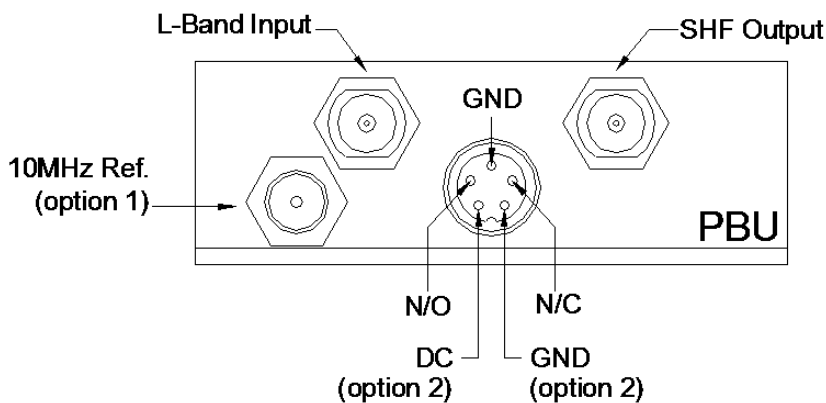 L-Band Input
SHF Output
GND
10MHz Ref.
(option 1)
PBU
N/O
N/C
DC
(option 2)
GND
(option 2)